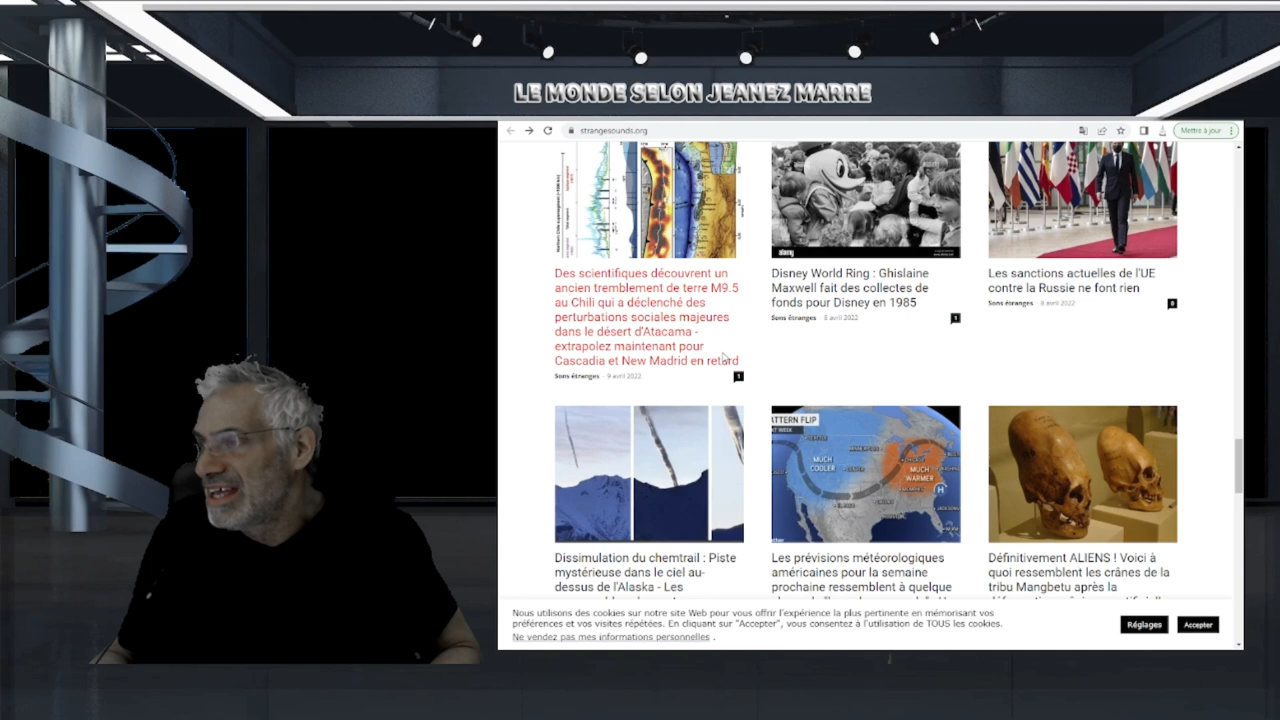 LE MONDE SELON JEANEZ MARRE
strangesounds.org
Mettre à jour
alamy
Des scientifiques découvrent un
ancien tremblement de terre M9.5
au Chili qui a déclenché des
perturbations sociales majeures
dans le désert d'Atacama -
extrapolez maintenant pour
Cascadia et New Madrid en retard
Sons étranges - 9 avril 2022
1
Disney World Ring : Ghislaine
Maxwell fait des collectes de
fonds pour Disney en 1985
Sons étranges - 8 avril 2022
1
Les sanctions actuelles de l'UE
contre la Russie ne font rien
Sons étranges - 8 avril 2022
0
ATTERN FLIP
XT WEEK
MUCH
COOLER
MUCH
WARMER
H
Dissimulation du chemtrail : Piste
mystérieuse dans le ciel au-
dessus de l'Alaska - Les
Les prévisions météorologiques
américaines pour la semaine
prochaine ressemblent à quelque
Définitivement ALIENS ! Voici à
quoi ressemblent les crânes de la
tribu Mangbetu après la
Nous utilisons des cookies sur notre site Web pour vous offrir l'expérience la plus pertinente en mémorisant vos
préférences et vos visites répétées. En cliquant sur "Accepter", vous consentez à l'utilisation de TOUS les cookies.
Ne vendez pas mes informations personnelles .
Réglages
Accepter